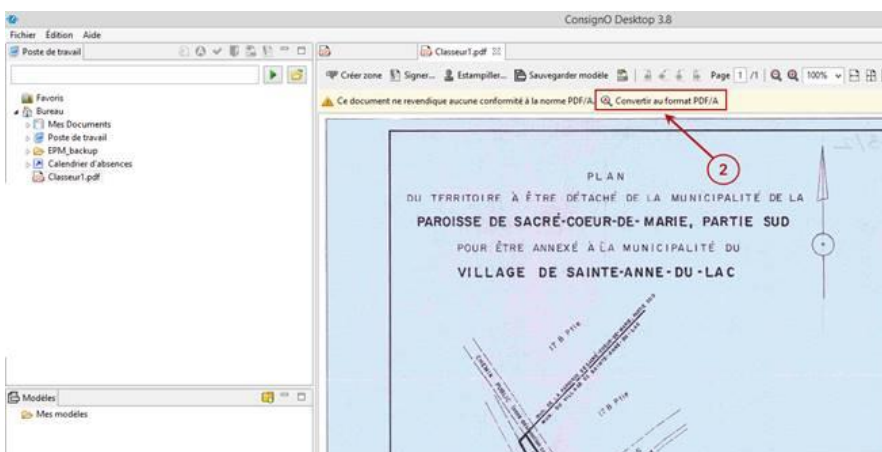 ConsignO Desktop 3.8
Fichier Édition Aide
Poste de travail
Classeur1.pdf
Créer zone Signer... Estampiller... Sauvegarder modèle Page 1 /1 100%
Ce document ne revendique aucune conformité à la norme PDF/A. Convertir au format PDF/A
Favoris
Bureau
Mes Documents
Poste de travail
EPM_backup
Calendrier d'absences
Classeur1.pdf
2
PLAN
DU TERRITOIRE À ÊTRE DÉTACHÉ DE LA MUNICIPALITÉ DE LA
PAROISSE DE SACRÉ-COEUR-DE-MARIE, PARTIE SUD
POUR ÊTRE ANNEXÉ À LA MUNICIPALITÉ DU
VILLAGE DE SAINTE-ANNE-DU-LAC
17 B Ptie
CHEMIN PUBLIC
17 B Ptie
Modèles
Mes modèles